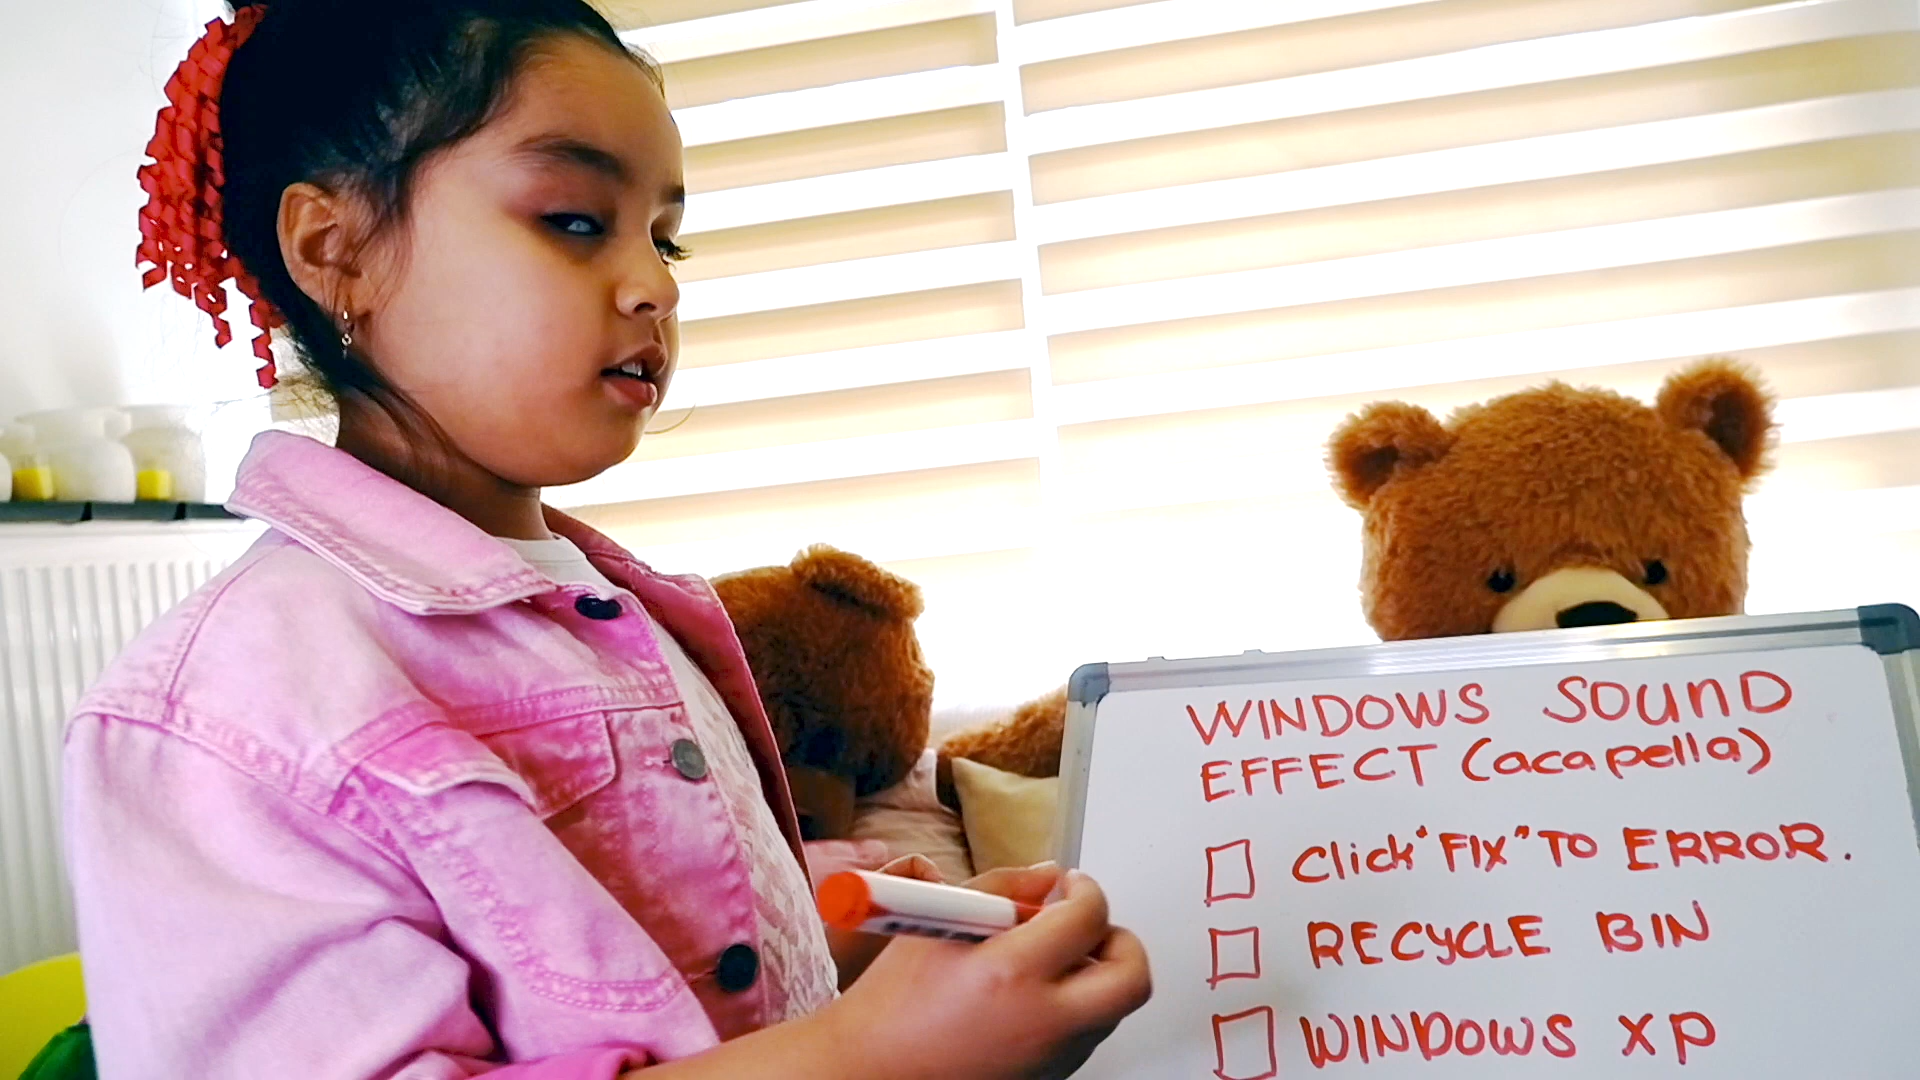 WINDOWS SOUND
EFFECT (acapella)
Click "FIX" TO ERROR.
RECYCLE BIN
WINDOWS XP